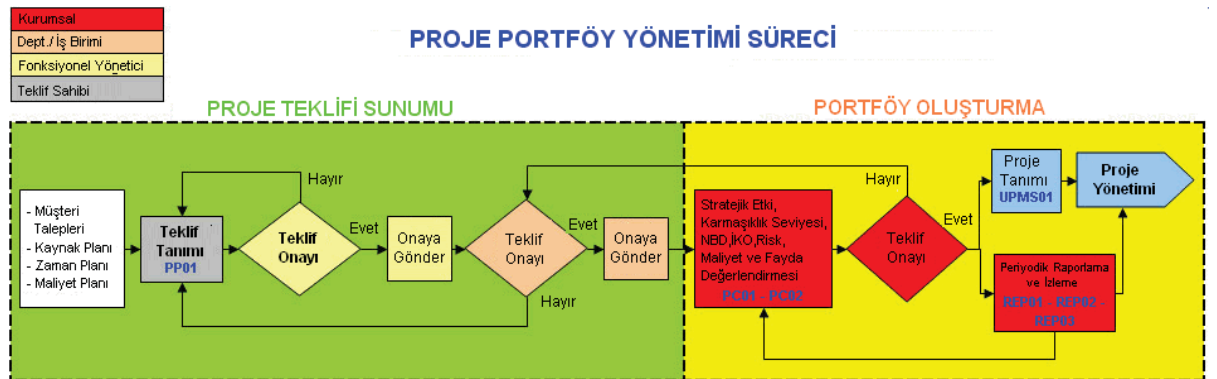 Kurumsal
Dept./ İş Birimi
Fonksiyonel Yönetici
Teklif Sahibi
PROJE PORTFÖY YÖNETİMİ SÜRECİ
PROJE TEKLİFİ SUNUMU
PORTFÖY OLUŞTURMA
- Müşteri
Talepleri
- Kaynak Planı
- Zaman Planı
- Maliyet Planı
Teklif
Tanımı
PP01
Hayır
Teklif
Onayı
Evet
Onaya
Gönder
Teklif
Onayı
Evet
Hayır
Onaya
Gönder
Stratejik Etki,
Karmaşıklık Seviyesi,
NBD,İKO,Risk,
Maliyet ve Fayda
Değerlendirmesi
PC01 - PC02
Hayır
Teklif
Onayı
Evet
Proje
Tanımı
UPMS01
Proje
Yönetimi
Periyodik Raporlama
ve İzleme
REP01 - REP02 -
REP03